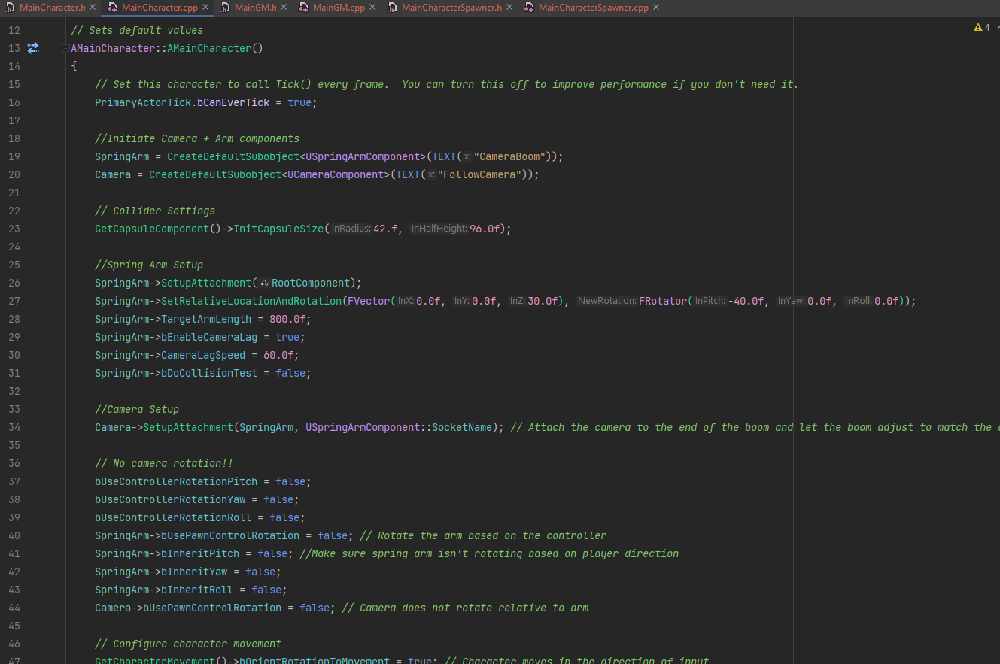 MainCharacter.h MainCharacter.cpp MainGM.h MainGM.cpp MainCharacterSpawner.h MainCharacterSpawner.cpp
4
12 // Sets default values
13 AMainCharacter::AMainCharacter()
14 {
15 // Set this character to call Tick() every frame.  You can turn this off to improve performance if you don't need it.
16 PrimaryActorTick.bCanEverTick = true;
17
18 //Initiate Camera + Arm components
19 SpringArm = CreateDefaultSubobject<USpringArmComponent>(TEXT( x: "CameraBoom"));
20 Camera = CreateDefaultSubobject<UCameraComponent>(TEXT( x: "FollowCamera"));
21
22 // Collider Settings
23 GetCapsuleComponent()->InitCapsuleSize( InRadius: 42.f, InHalfHeight: 96.0f);
24
25 //Spring Arm Setup
26 SpringArm->SetupAttachment( RootComponent);
27 SpringArm->SetRelativeLocationAndRotation(FVector( InX: 0.0f, InY: 0.0f, InZ: 30.0f), NewRotation: FRotator( InPitch: -40.0f, InYaw: 0.0f, InRoll: 0.0f));
28 SpringArm->TargetArmLength = 800.0f;
29 SpringArm->bEnableCameraLag = true;
30 SpringArm->CameraLagSpeed = 60.0f;
31 SpringArm->bDoCollisionTest = false;
32
33 //Camera Setup
34 Camera->SetupAttachment(SpringArm, USpringArmComponent::SocketName); // Attach the camera to the end of the boom and let the boom adjust to match the
35
36 // No camera rotation!!
37 bUseControllerRotationPitch = false;
38 bUseControllerRotationYaw = false;
39 bUseControllerRotationRoll = false;
40 SpringArm->bUsePawnControlRotation = false; // Rotate the arm based on the controller
41 SpringArm->bInheritPitch = false; //Make sure spring arm isn't rotating based on player direction
42 SpringArm->bInheritYaw = false;
43 SpringArm->bInheritRoll = false;
44 Camera->bUsePawnControlRotation = false; // Camera does not rotate relative to arm
45
46 // Configure character movement
47 GetCharacterMovement()->bOrientRotationToMovement = true; // Character moves in the direction of input